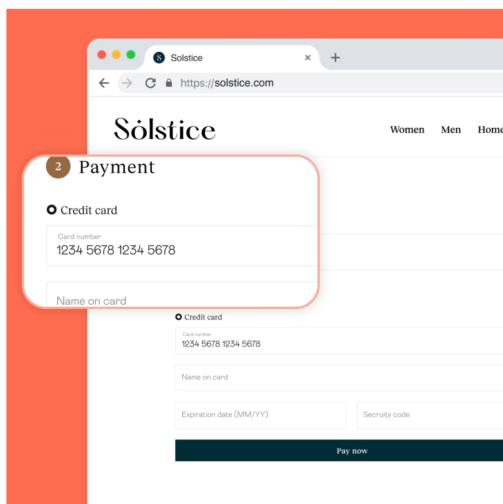 S Solstice × +
https://solstice.com
Sölstice
Women Men Home
2 Payment
Credit card
Card number
1234 5678 1234 5678
Name on card
Credit card
Card number
1234 5678 1234 5678
Name on card
Expiration date (MM/YY) Secruity code
Pay now